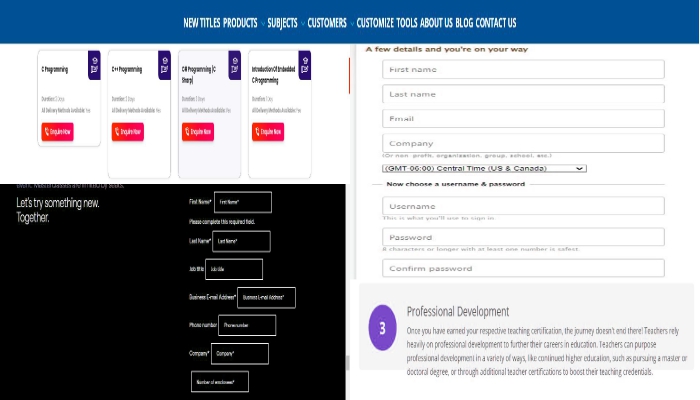 NEW TITLES PRODUCTS SUBJECTS CUSTOMERS CUSTOMIZE TOOLS ABOUT US BLOG CONTACT US
C Programming
Duration: 2 Days
All Delivery Methods Available: Yes
Enquire Now
C++ Programming
Duration: 2 Days
All Delivery Methods Available: Yes
Enquire Now
C# Programming (C
Sharp)
Duration: 2 Days
All Delivery Methods Available: Yes
Enquire Now
Introduction Of Embedded
C Programming
Duration: 1 Day
All Delivery Methods Available: Yes
Enquire Now
A few details and you're on your way
First name
Last name
Email
Company
(Or non-profit, organization, group, school, etc.)
(GMT-06:00) Central Time (US & Canada)
Now choose a username & password
Username
This is what you'll use to sign in.
Password
8 characters or longer with at least one number is safest.
Confirm password
Let's try something new.
Together.
First Name* First Name*
Please complete this required field.
Last Name* Last Name*
Job title Job title
Business E-mail Address* Business E-mail Address*
Phone number Phone number
Company* Company*
Number of employees*
3
Professional Development
Once you have earned your respective teaching certification, the journey doesn't end there! Teachers rely
heavily on professional development to further their careers in education. Teachers can purpose
professional development in a variety of ways, like continued higher education, such as pursuing a master or
doctoral degree, or through additional teacher certifications to boost their teaching credentials.